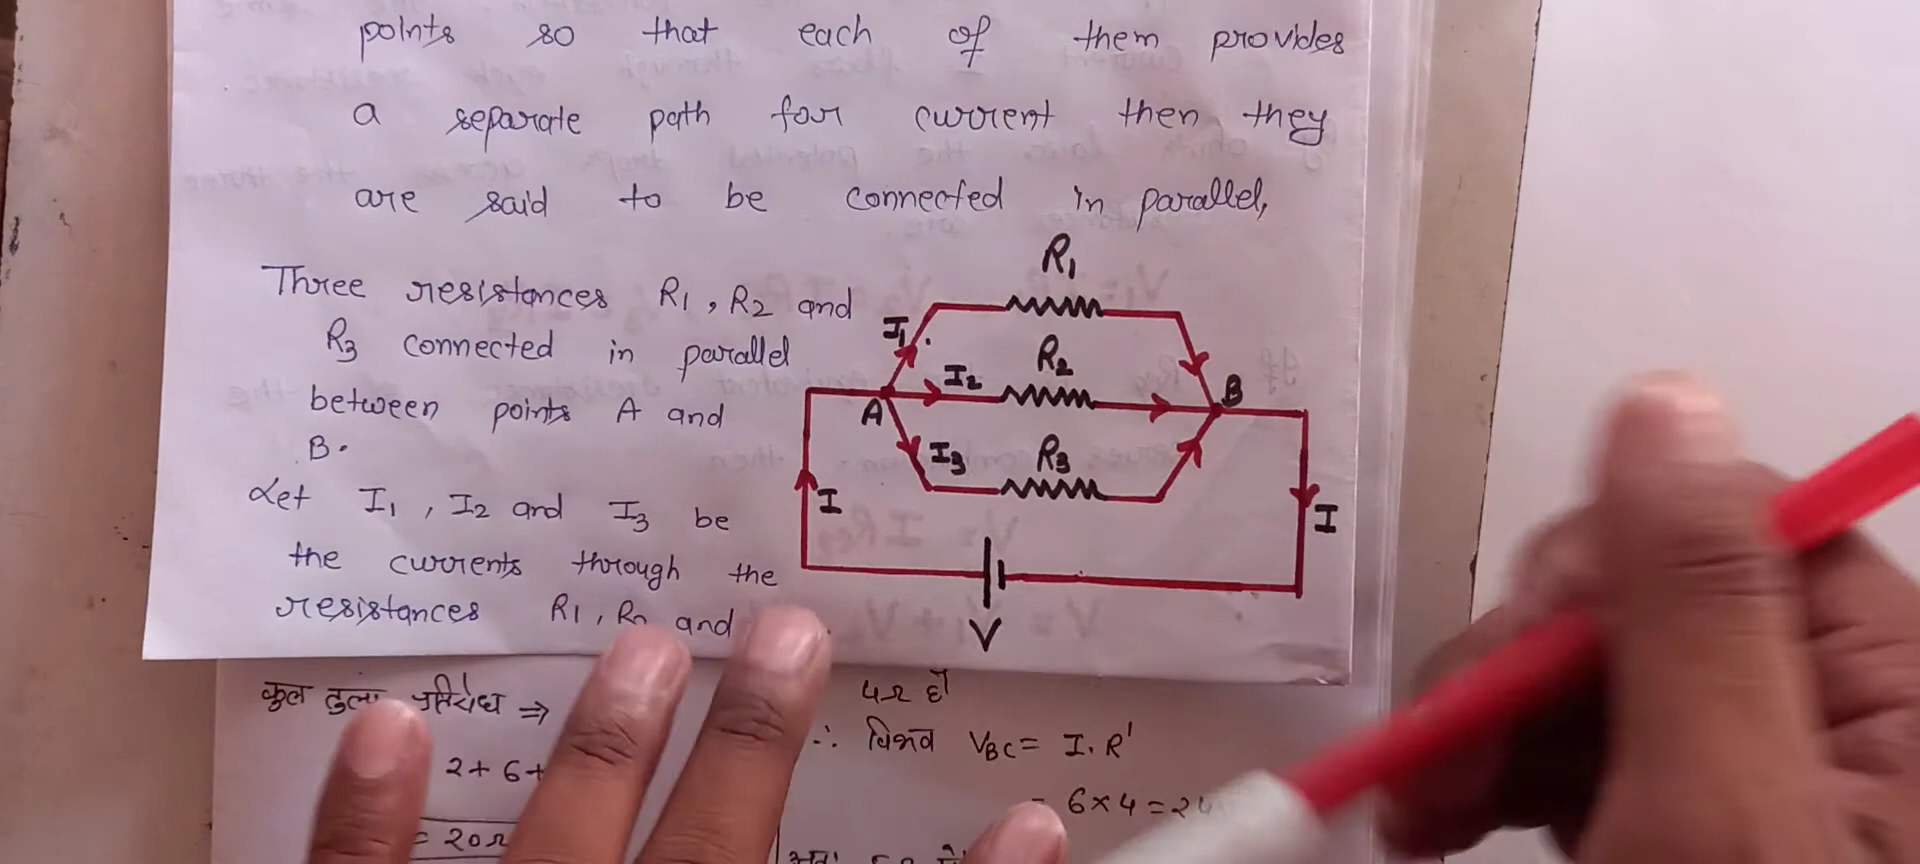 points so that each of them provides
a separate path for current then they
are said to be connected in parallel,
Three resistances R1, R2 and
R3 connected in parallel
between points A and
B.
Let I1, I2 and I3 be
the currents through the
resistances R1, R2 and
R1
I1
R2
I2
A
B
R3
I3
I
I
V
कुल प्रतिरोध ⇒
2 + 6 +
= 20Ω
4Ω है
∴ विभव VBC = I. R'
= 6 × 4 = 24